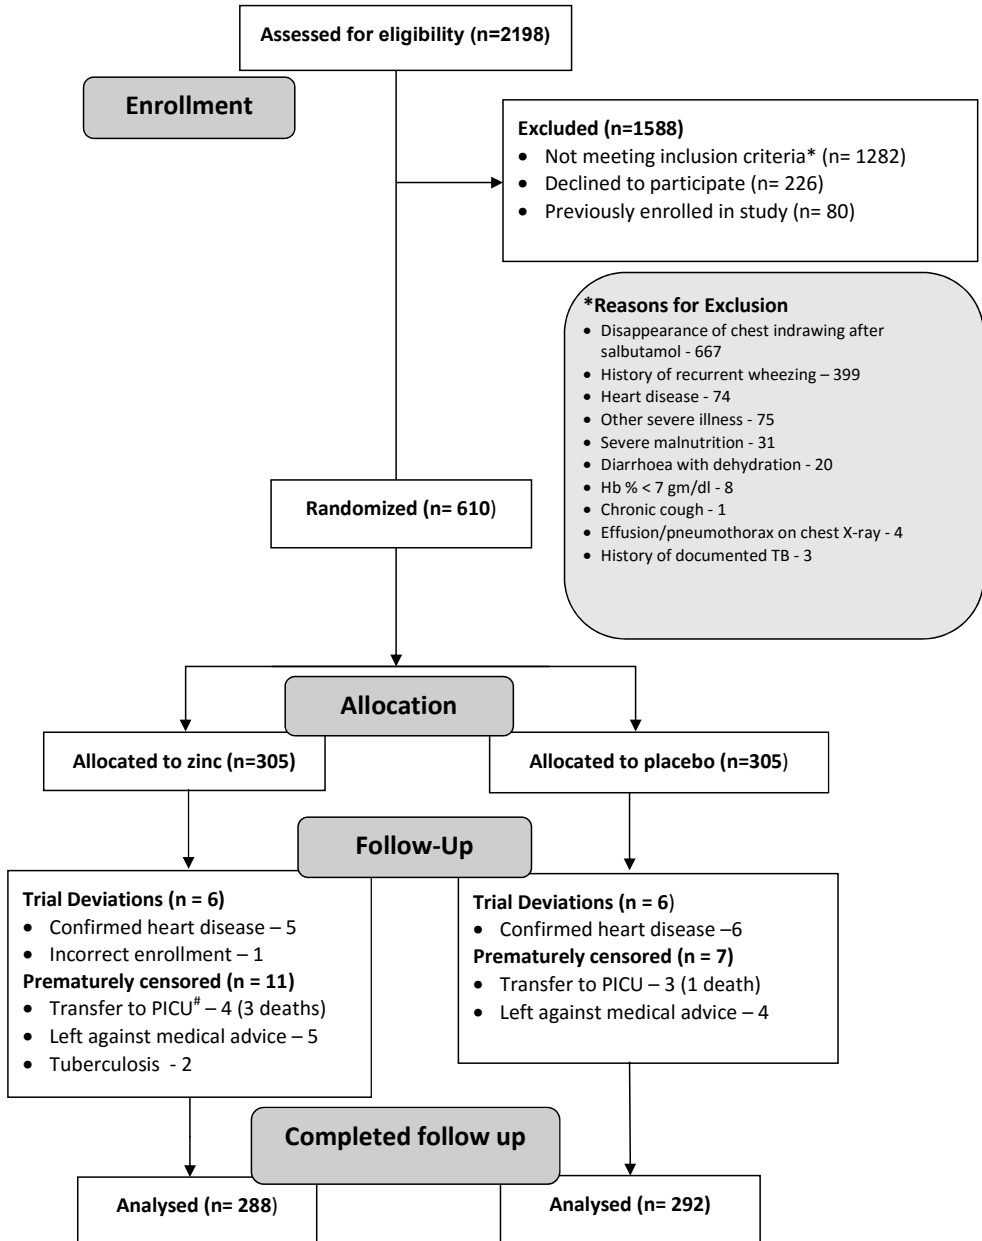 Assessed for eligibility (n=2198)
Enrollment
Excluded (n=1588)
• Not meeting inclusion criteria* (n= 1282)
• Declined to participate (n= 226)
• Previously enrolled in study (n= 80)
*Reasons for Exclusion
• Disappearance of chest indrawing after
salbutamol - 667
• History of recurrent wheezing – 399
• Heart disease - 74
• Other severe illness - 75
• Severe malnutrition - 31
• Diarrhoea with dehydration - 20
• Hb % < 7 gm/dl - 8
• Chronic cough - 1
• Effusion/pneumothorax on chest X-ray - 4
• History of documented TB - 3
Randomized (n= 610)
Allocation
Allocated to zinc (n=305)
Allocated to placebo (n=305)
Follow-Up
Trial Deviations (n = 6)
• Confirmed heart disease – 5
• Incorrect enrollment – 1
Prematurely censored (n = 11)
• Transfer to PICU# – 4 (3 deaths)
• Left against medical advice – 5
• Tuberculosis - 2
Trial Deviations (n = 6)
• Confirmed heart disease –6
Prematurely censored (n = 7)
• Transfer to PICU – 3 (1 death)
• Left against medical advice – 4
Completed follow up
Analysed (n= 288)
Analysed (n= 292)